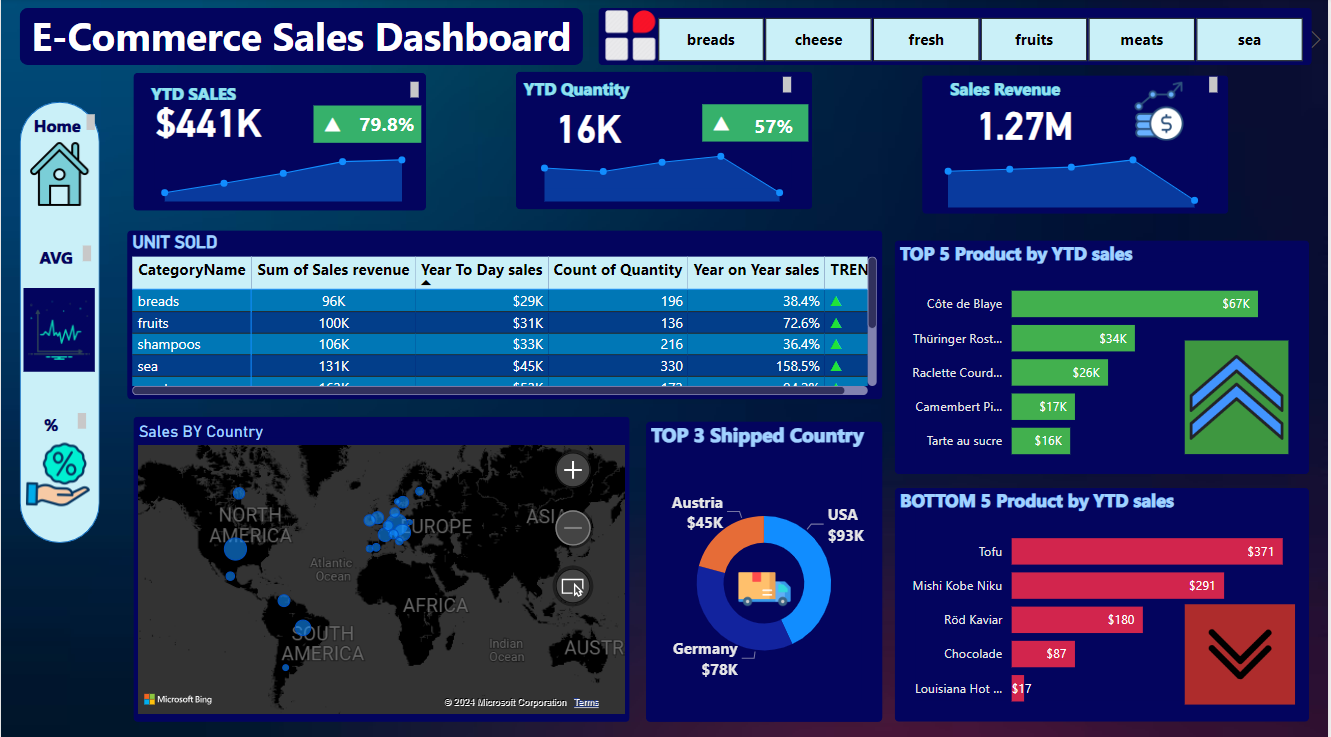 E-Commerce Sales Dashboard
breads cheese fresh fruits meats sea
YTD SALES
$441K
79.8%
YTD Quantity
16K
57%
Sales Revenue
1.27M
$
Home
AVG
%
%
UNIT SOLD
CategoryName Sum of Sales revenue Year To Day sales Count of Quantity Year on Year sales TREN
breads 96K $29K 196 38.4%
fruits 100K $31K 136 72.6%
shampoos 106K $33K 216 36.4%
sea 131K $45K 330 158.5%
TOP 5 Product by YTD sales
Côte de Blaye $67K
Thüringer Rost... $34K
Raclette Courd... $26K
Camembert Pi... $17K
Tarte au sucre $16K
Sales BY Country
NORTH
AMERICA
EUROPE
ASIA
Atlantic
Ocean
AFRICA
SOUTH
AMERICA
Indian
Ocean
AUSTR
Microsoft Bing
© 2024 Microsoft Corporation Terms
TOP 3 Shipped Country
Austria
$45K
USA
$93K
Germany
$78K
BOTTOM 5 Product by YTD sales
Tofu $371
Mishi Kobe Niku $291
Röd Kaviar $180
Chocolade $87
Louisiana Hot ... $17